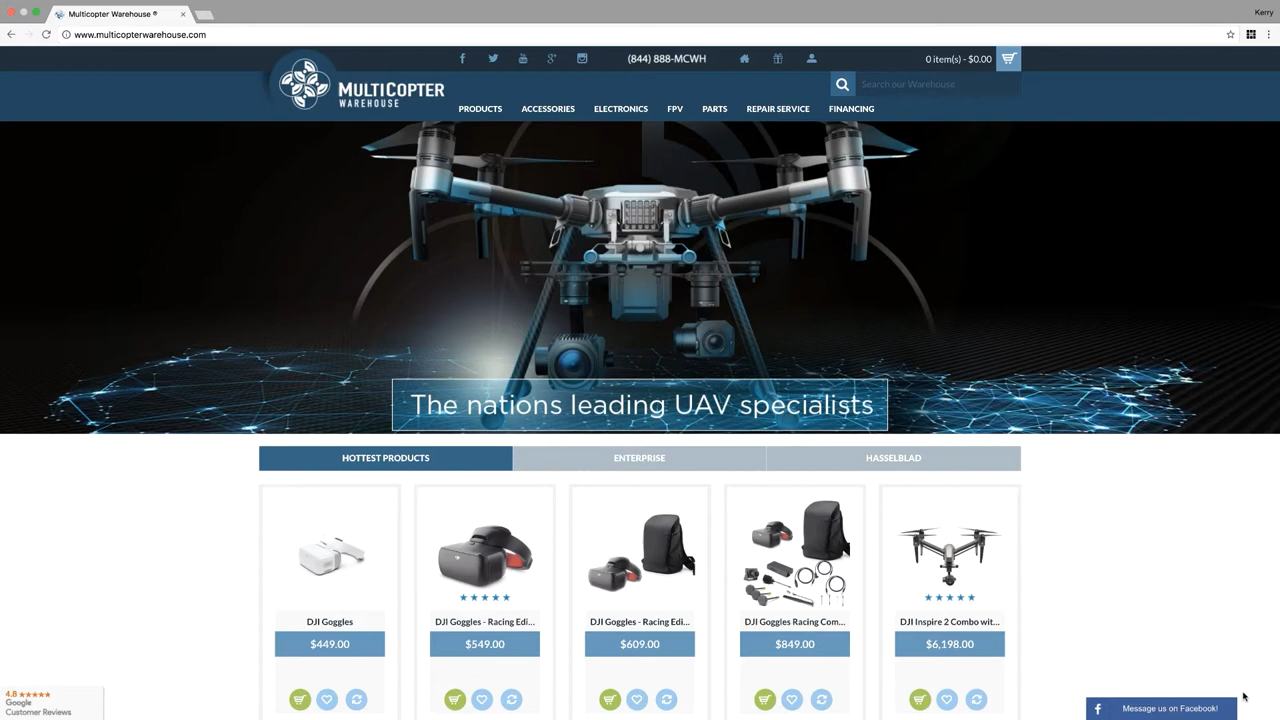 Multicopter Warehouse ®
Kerry
www.multicopterwarehouse.com
(844) 888-MCWH
0 item(s) - $0.00
MULTICOPTER
WAREHOUSE
Search our Warehouse
PRODUCTS ACCESSORIES ELECTRONICS FPV PARTS REPAIR SERVICE FINANCING
The nations leading UAV specialists
HOTTEST PRODUCTS ENTERPRISE HASSELBLAD
DJI Goggles DJI Goggles - Racing Edi... DJI Goggles - Racing Edi... DJI Goggles Racing Com... DJI Inspire 2 Combo wit...
$449.00 $549.00 $609.00 $849.00 $6,198.00
4.8
Google
Customer Reviews
Message us on Facebook!